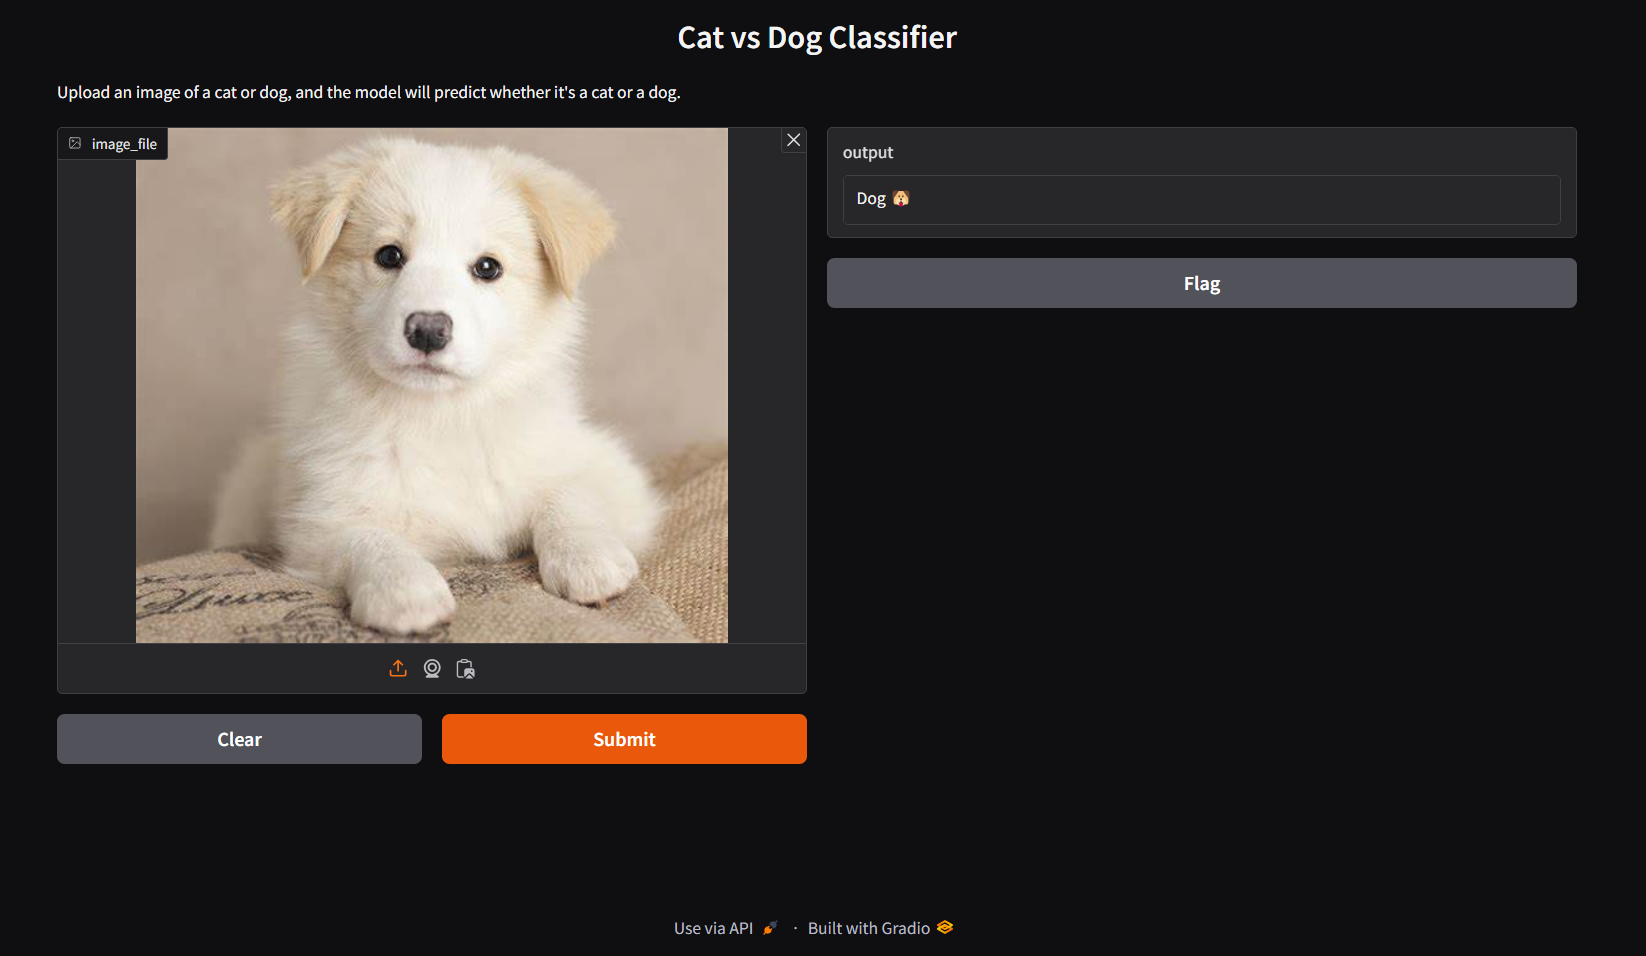 Cat vs Dog Classifier
Upload an image of a cat or dog, and the model will predict whether it's a cat or a dog.
image_file
output
Dog 🐶
Flag
Clear
Submit
Use via API 🚀 · Built with Gradio